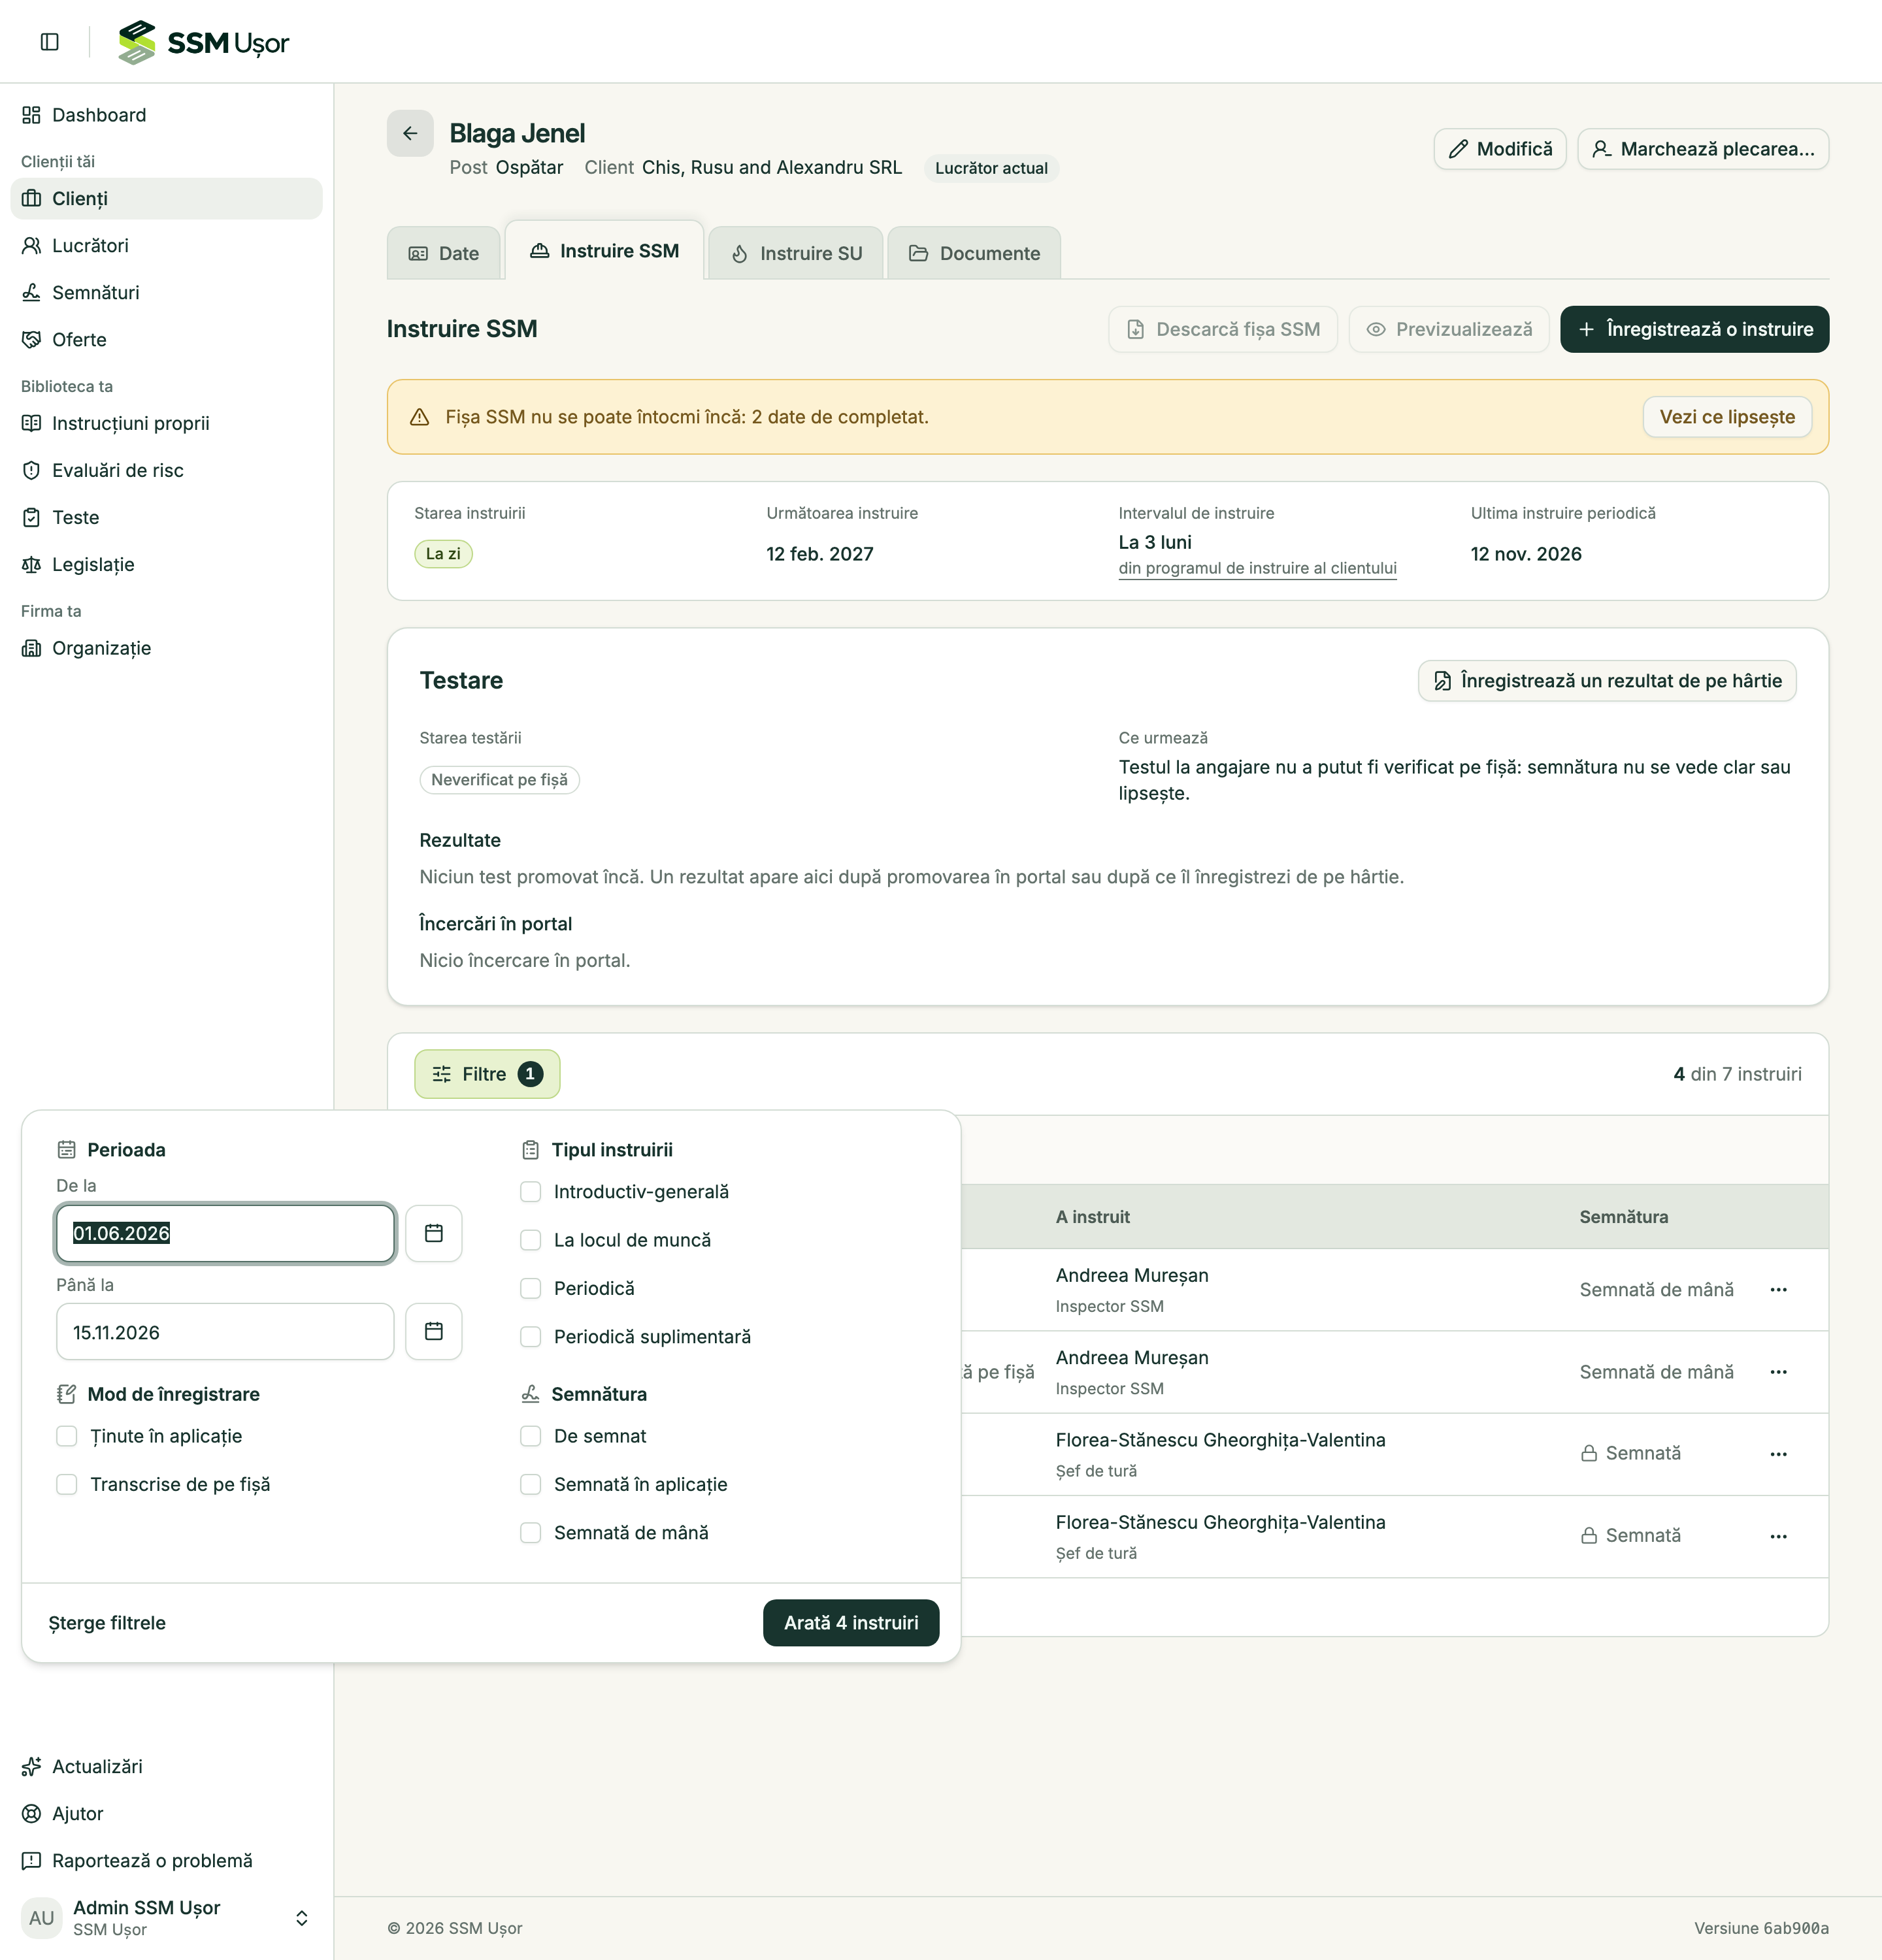 SSM Ușor
Dashboard
Clienții tăi
Clienți
Lucrători
Semnături
Oferte
Biblioteca ta
Instrucțiuni proprii
Evaluări de risc
Teste
Legislație
Firma ta
Organizație
Blaga Jenel
Post Ospătar Client Chis, Rusu and Alexandru SRL Lucrător actual
Modifică
Marchează plecarea...
Date
Instruire SSM
Instruire SU
Documente
Instruire SSM
Descarcă fișa SSM
Previzualizează
Înregistrează o instruire
Fișa SSM nu se poate întocmi încă: 2 date de completat.
Vezi ce lipsește
Starea instruirii
La zi
Următoarea instruire
12 feb. 2027
Intervalul de instruire
La 3 luni
din programul de instruire al clientului
Ultima instruire periodică
12 nov. 2026
Testare
Înregistrează un rezultat de pe hârtie
Starea testării
Neverificat pe fișă
Ce urmează
Testul la angajare nu a putut fi verificat pe fișă: semnătura nu se vede clar sau
lipsește.
Rezultate
Niciun test promovat încă. Un rezultat apare aici după promovarea în portal sau după ce îl înregistrezi de pe hârtie.
Încercări în portal
Nicio încercare în portal.
Filtre 1
4 din 7 instruiri
Perioada
De la
01.06.2026
Până la
15.11.2026
Mod de înregistrare
Ținute în aplicație
Transcrise de pe fișă
Tipul instruirii
Introductiv-generală
La locul de muncă
Periodică
Periodică suplimentară
Semnătura
De semnat
Semnată în aplicație
Semnată de mână
Șterge filtrele
Arată 4 instruiri
A instruit
Semnătura
Andreea Mureșan
Inspector SSM
Semnată de mână
ă pe fișă
Andreea Mureșan
Inspector SSM
Semnată de mână
Florea-Stănescu Gheorghița-Valentina
Șef de tură
Semnată
Florea-Stănescu Gheorghița-Valentina
Șef de tură
Semnată
Actualizări
Ajutor
Raportează o problemă
AU
Admin SSM Ușor
SSM Ușor
© 2026 SSM Ușor
Versiune 6ab900a